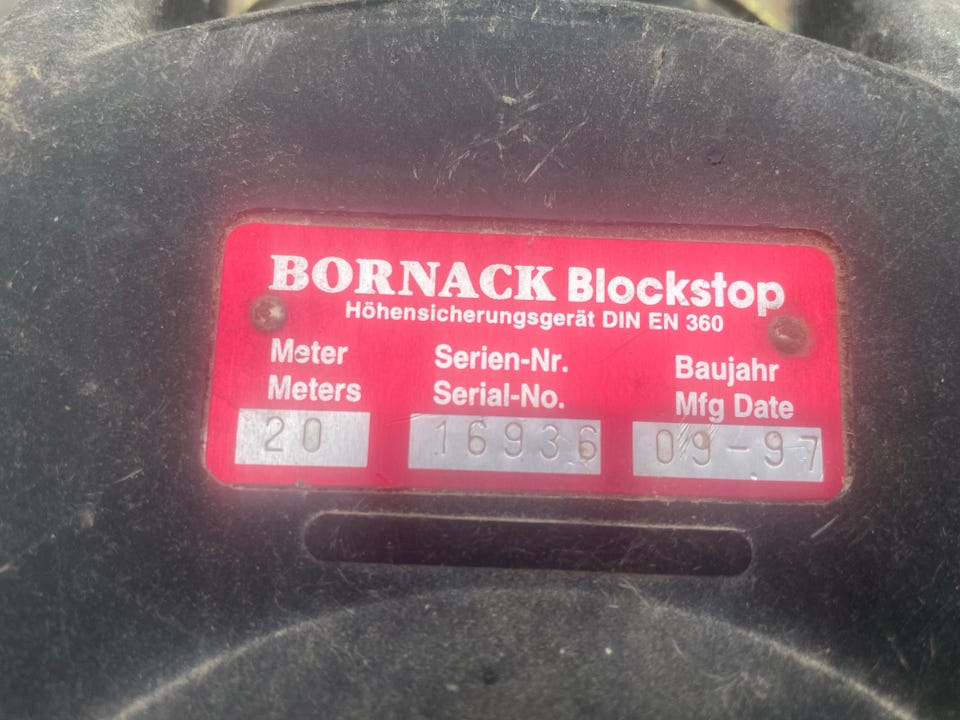 BORNACK Blockstop
Höhensicherungsgerät DIN EN 360
Meter Serien-Nr. Baujahr
Meters Serial-No. Mfg Date
20 16936 09-97